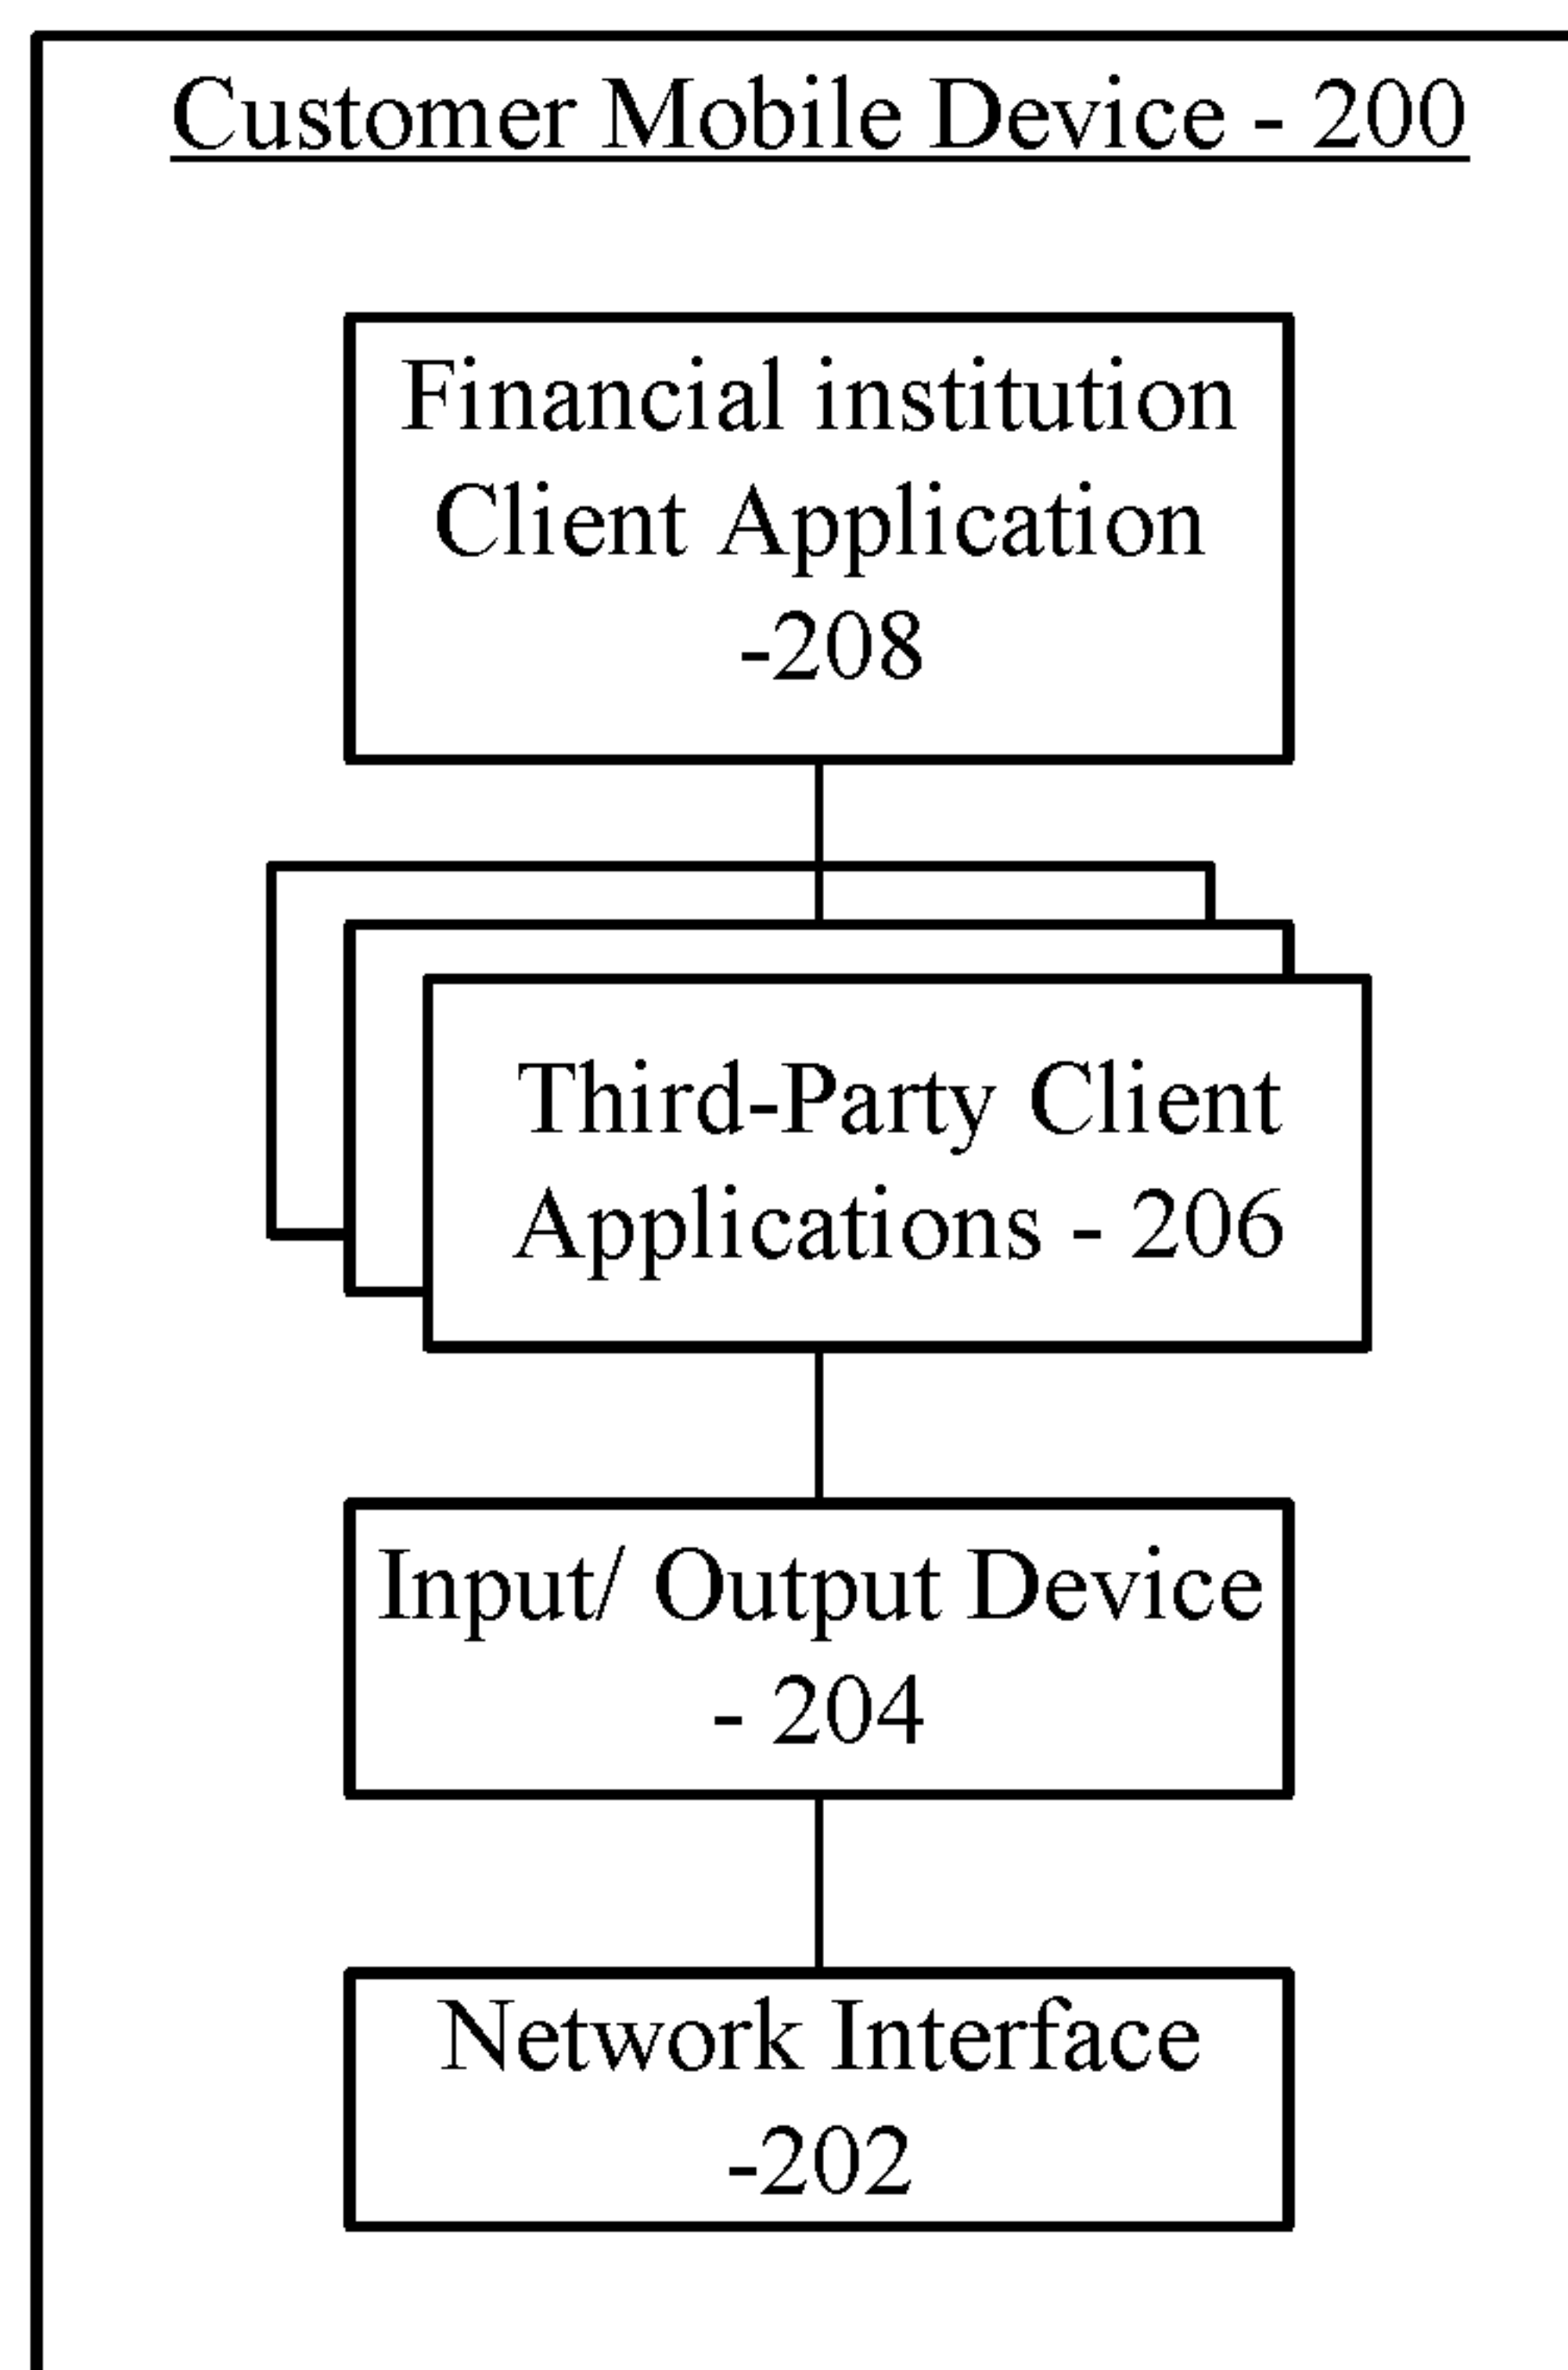 Customer Mobile Device - 200
Financial institution
Client Application
-208
Third-Party Client
Applications - 206
Input/ Output Device
- 204
Network Interface
-202